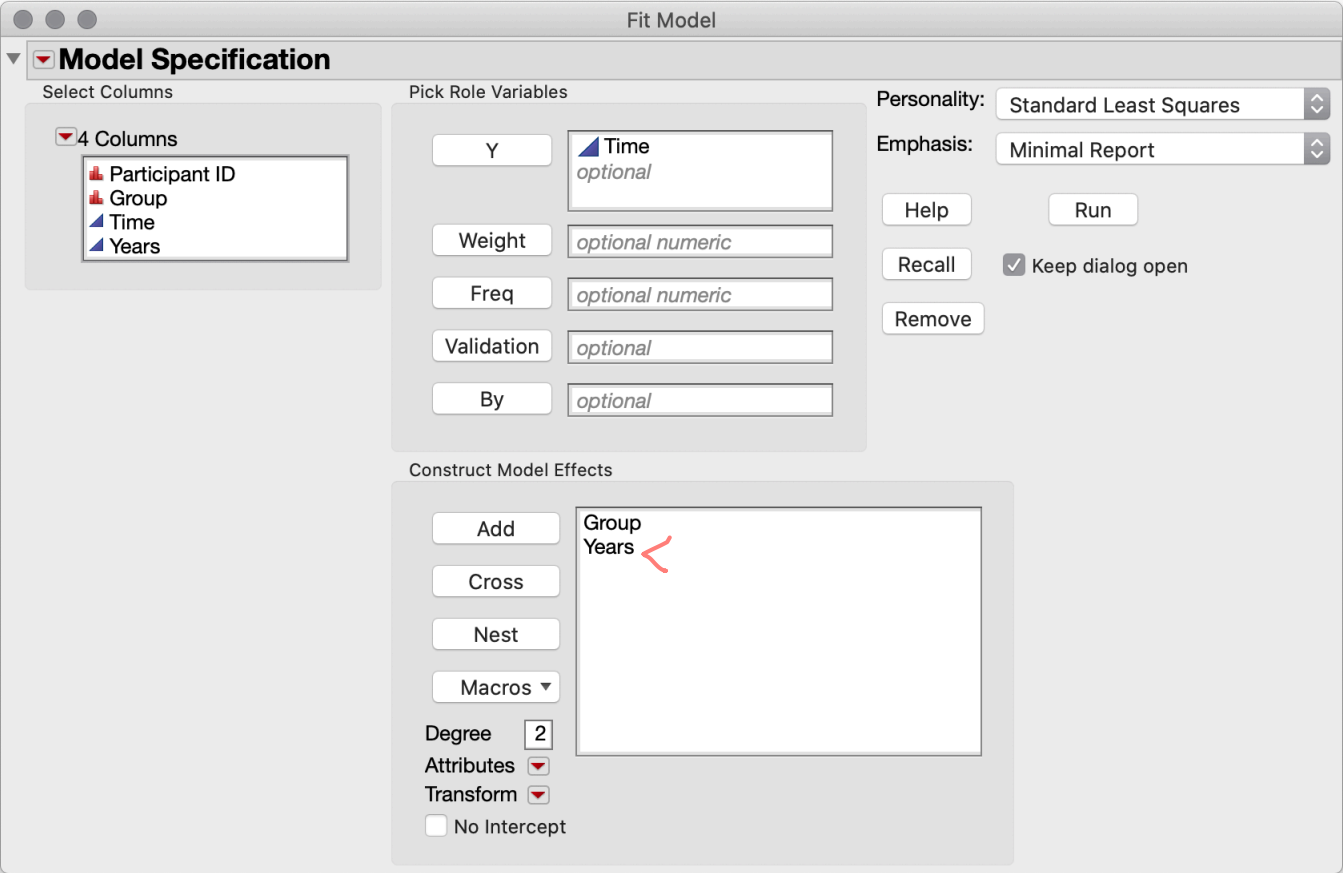 Fit Model
Model Specification
Select Columns
4 Columns
Participant ID
Group
Time
Years
Pick Role Variables
Y
Time
optional
Weight
optional numeric
Freq
optional numeric
Validation
optional
By
optional
Personality:
Standard Least Squares
Emphasis:
Minimal Report
Help
Run
Recall
Keep dialog open
Remove
Construct Model Effects
Add
Cross
Nest
Macros
Degree
2
Attributes
Transform
No Intercept
Group
Years